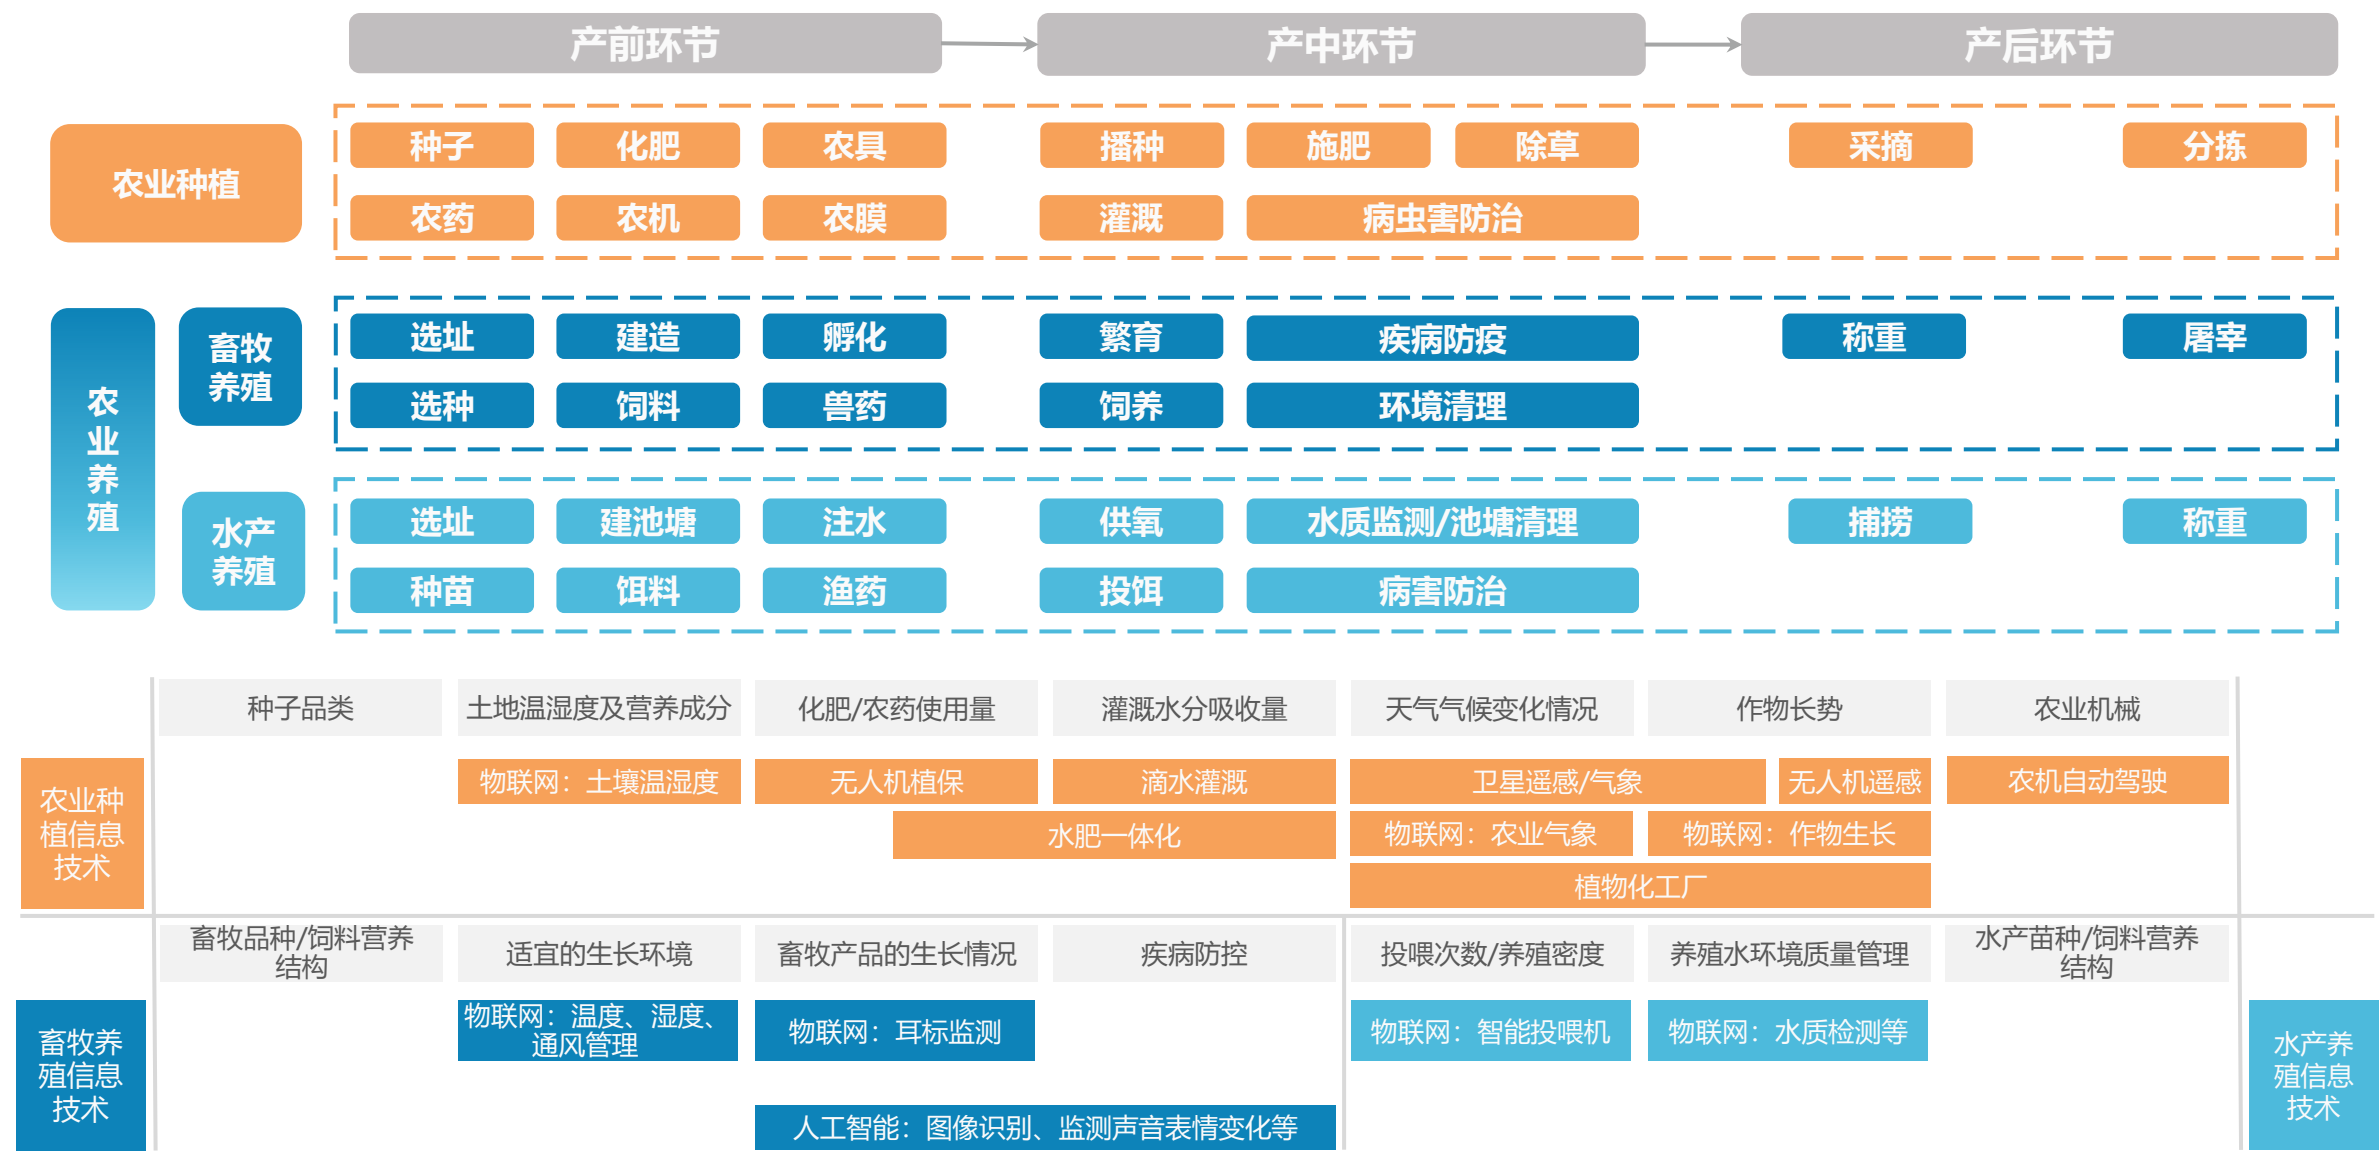 产前环节
产中环节
产后环节
农业种植
种子
化肥
农具
播种
施肥
除草
采摘
分拣
农药
农机
农膜
灌溉
病虫害防治
农
业
养
殖
畜牧
养殖
选址
建造
孵化
繁育
疾病防疫
称重
屠宰
选种
饲料
兽药
饲养
环境清理
水产
养殖
选址
建池塘
注水
供氧
水质监测/池塘清理
捕捞
称重
种苗
饵料
渔药
投饵
病害防治
种子品类
土地温湿度及营养成分
化肥/农药使用量
灌溉水分吸收量
天气气候变化情况
作物长势
农业机械
农业种
植信息
技术
物联网：土壤温湿度
无人机植保
滴水灌溉
卫星遥感/气象
无人机遥感
农机自动驾驶
水肥一体化
物联网：农业气象
物联网：作物生长
植物化工厂
畜牧品种/饲料营养
结构
适宜的生长环境
畜牧产品的生长情况
疾病防控
投喂次数/养殖密度
养殖水环境质量管理
水产苗种/饲料营养
结构
畜牧养
殖信息
技术
物联网：温度、湿度、
通风管理
物联网：耳标监测
物联网：智能投喂机
物联网：水质检测等
水产养
殖信息
技术
人工智能：图像识别、监测声音表情变化等